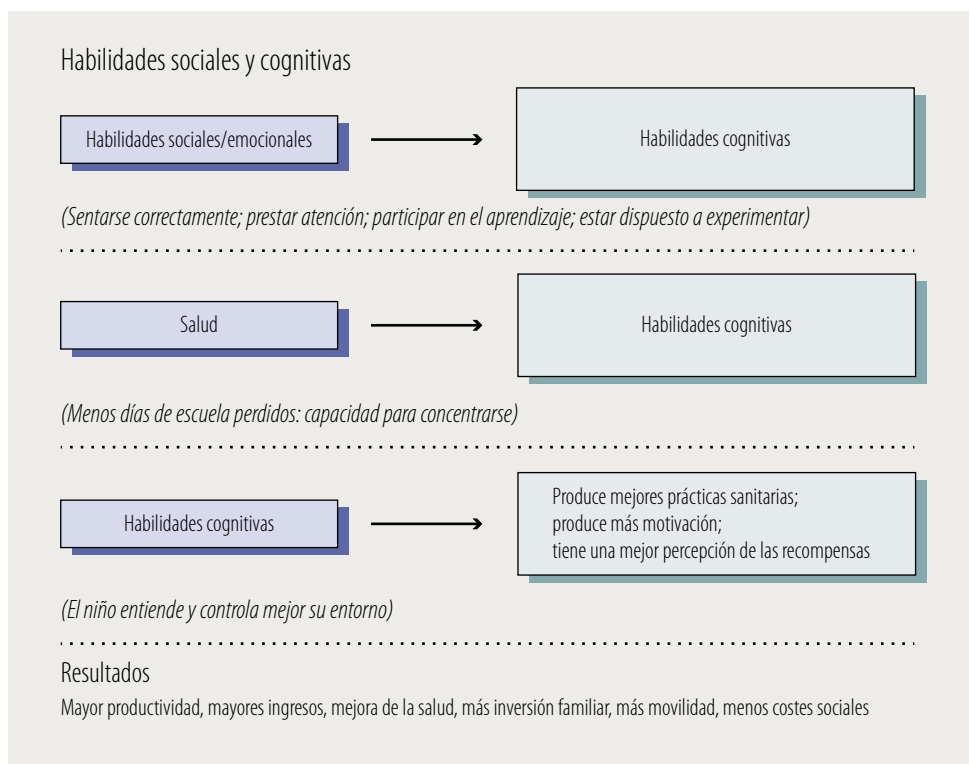 Habilidades sociales y cognitivas
Habilidades sociales/emocionales
Habilidades cognitivas
(Sentarse correctamente; prestar atención; participar en el aprendizaje; estar dispuesto a experimentar)
Salud
Habilidades cognitivas
(Menos días de escuela perdidos: capacidad para concentrarse)
Habilidades cognitivas
Produce mejores prácticas sanitarias;
produce más motivación;
tiene una mejor percepción de las recompensas
(El niño entiende y controla mejor su entorno)
Resultados
Mayor productividad, mayores ingresos, mejora de la salud, más inversión familiar, más movilidad, menos costes sociales